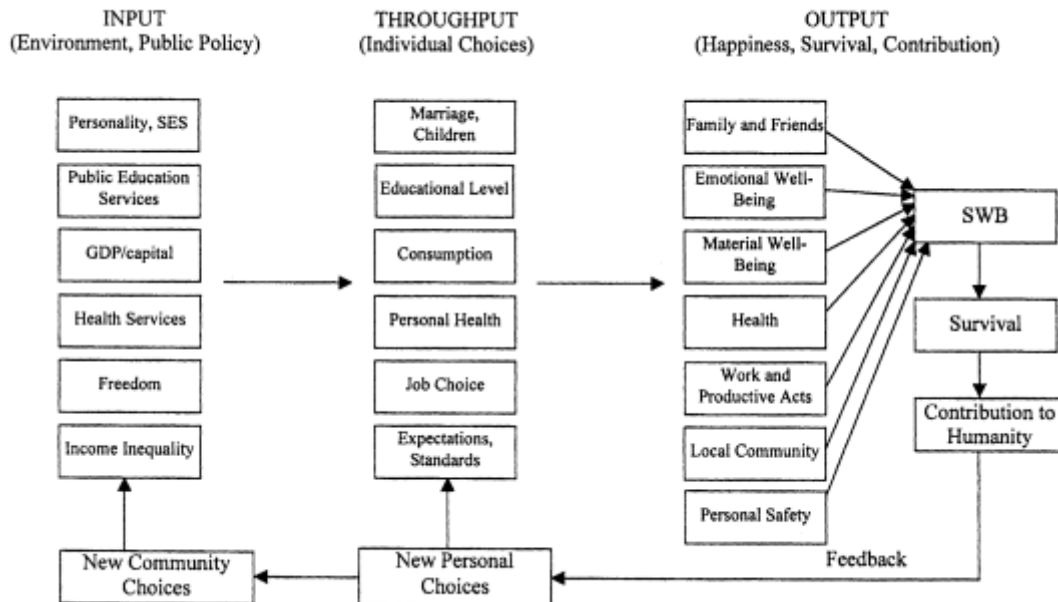 INPUT
(Environment, Public Policy)
Personality, SES
Public Education
Services
GDP/capital
Health Services
Freedom
Income Inequality
New Community
Choices
THROUGHPUT
(Individual Choices)
Marriage,
Children
Educational Level
Consumption
Personal Health
Job Choice
Expectations,
Standards
New Personal
Choices
OUTPUT
(Happiness, Survival, Contribution)
Family and Friends
Emotional Well-
Being
Material Well-
Being
Health
Work and
Productive Acts
Local Community
Personal Safety
SWB
Survival
Contribution to
Humanity
Feedback